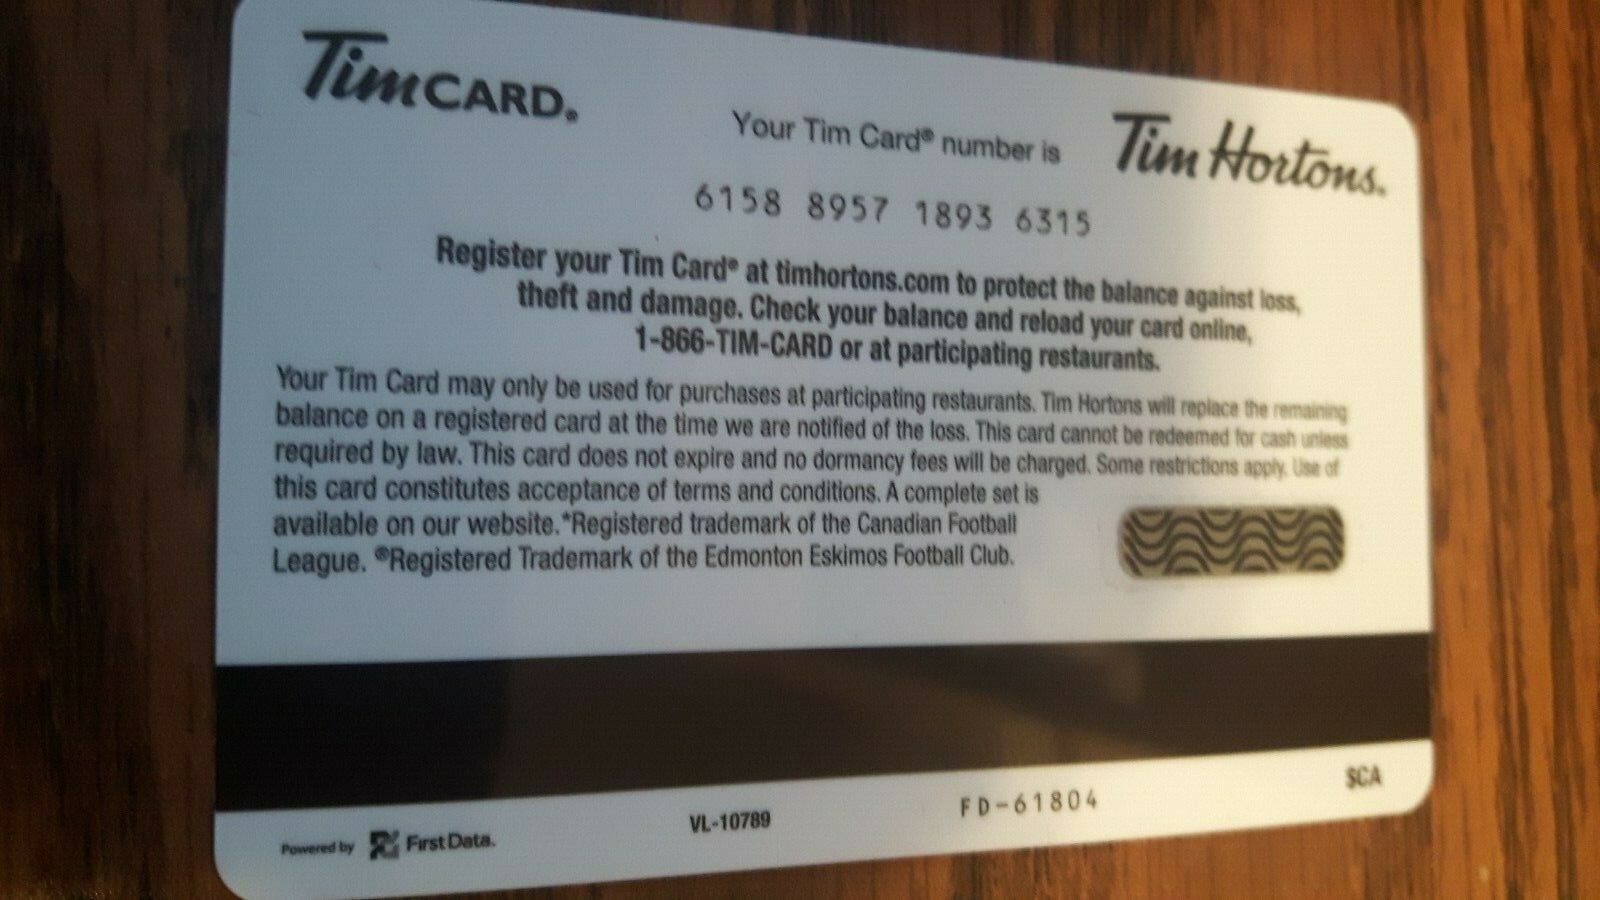 TimCARD®
Your Tim Card® number is
Tim Hortons.
6158 8957 1893 6315
Register your Tim Card® at timhortons.com to protect the balance against loss,
theft and damage. Check your balance and reload your card online,
1-866-TIM-CARD or at participating restaurants.
Your Tim Card may only be used for purchases at participating restaurants. Tim Hortons will replace the remaining
balance on a registered card at the time we are notified of the loss. This card cannot be redeemed for cash unless
required by law. This card does not expire and no dormancy fees will be charged. Some restrictions apply. Use of
this card constitutes acceptance of terms and conditions. A complete set is
available on our website.*Registered trademark of the Canadian Football
League. ®Registered Trademark of the Edmonton Eskimos Football Club.
Powered by First Data.
VL-10789
FD-61804
$CA